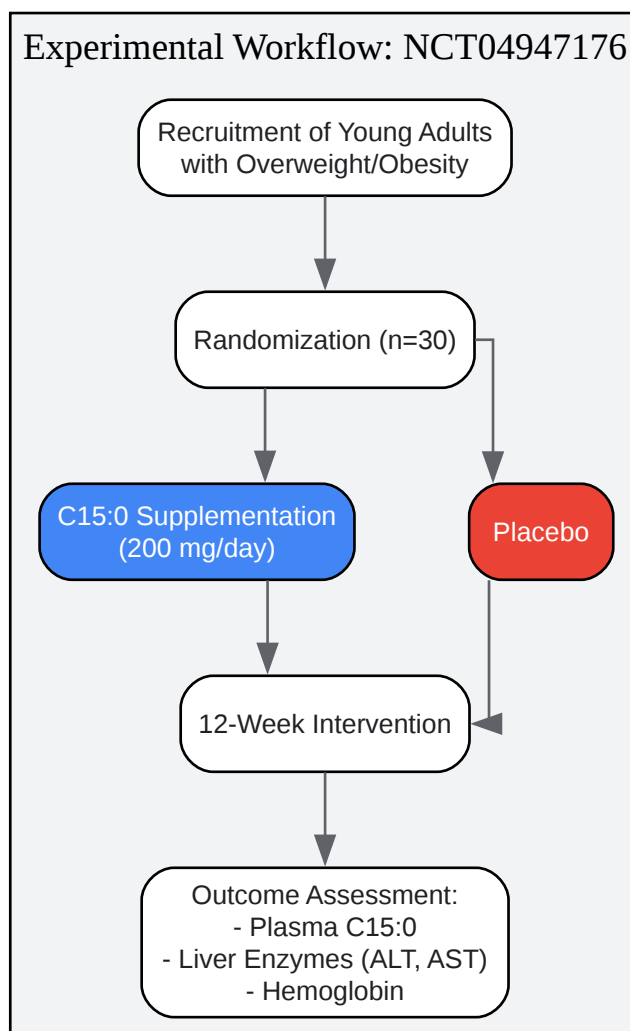 Experimental Workflow: NCT04947176
Recruitment of Young Adults
with Overweight/Obesity
Randomization (n=30)
C15:0 Supplementation
(200 mg/day)
Placebo
12-Week Intervention
Outcome Assessment:
- Plasma C15:0
- Liver Enzymes (ALT, AST)
- Hemoglobin